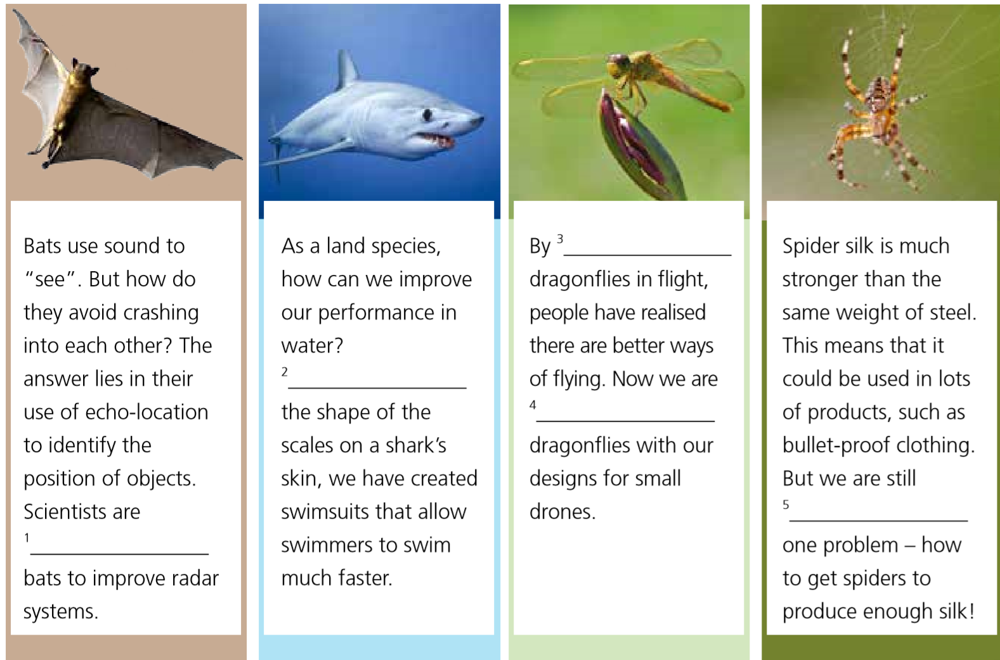 Bats use sound to
“see”. But how do
they avoid crashing
into each other? The
answer lies in their
use of echo-location
to identify the
position of objects.
Scientists are
1
bats to improve radar
systems.
As a land species,
how can we improve
our performance in
water?
2
the shape of the
scales on a shark’s
skin, we have created
swimsuits that allow
swimmers to swim
much faster.
By 3
dragonflies in flight,
people have realised
there are better ways
of flying. Now we are
4
dragonflies with our
designs for small
drones.
Spider silk is much
stronger than the
same weight of steel.
This means that it
could be used in lots
of products, such as
bullet-proof clothing.
But we are still
5
one problem – how
to get spiders to
produce enough silk!